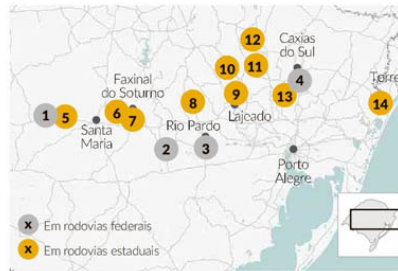 12
Caxias
do Sul
10
11
4
Faxinal
do Soturno
8
9
13
Torre
1
5
6
7
14
Santa
Maria
Rio Pardo
Lajeado
2
3
Porto
Alegre
x Em rodovias federais
x Em rodovias estaduais